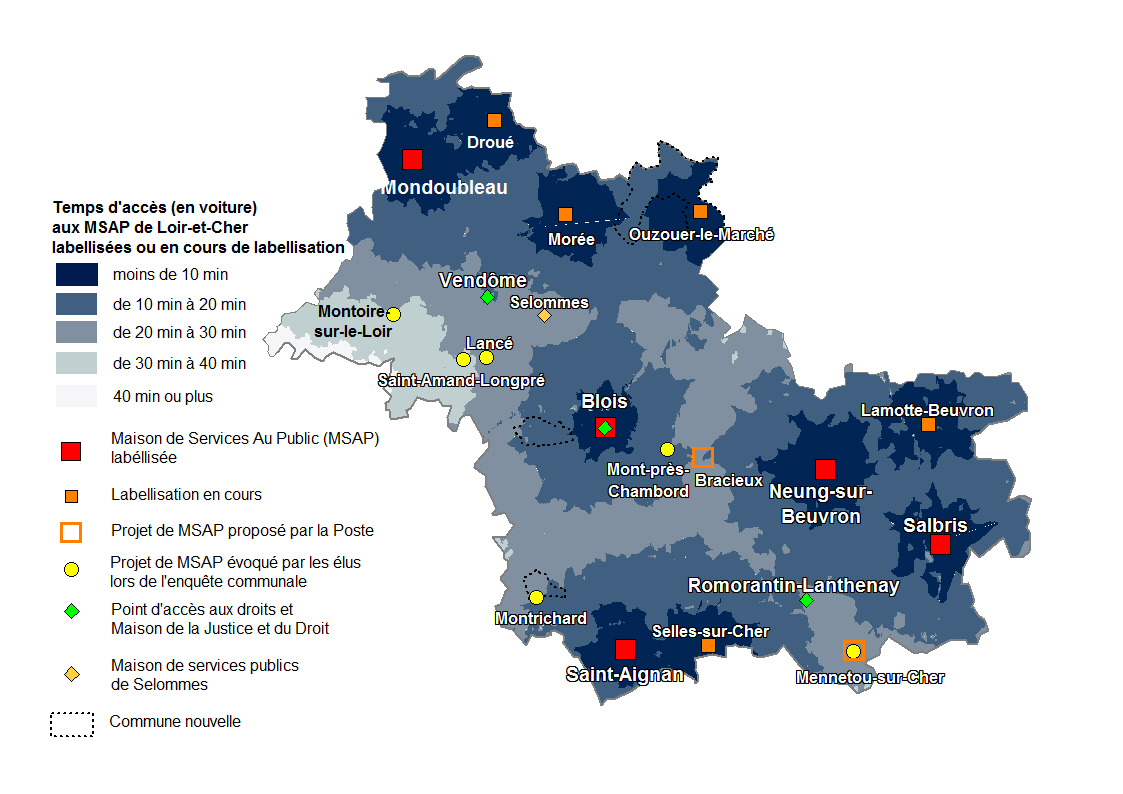 Droué
Mondoubleau
Temps d'accès (en voiture)
aux MSAP de Loir-et-Cher
labellisées ou en cours de labellisation
moins de 10 min
de 10 min à 20 min
de 20 min à 30 min
de 30 min à 40 min
40 min ou plus
Maison de Services Au Public (MSAP)
labéllisée
Labellisation en cours
Projet de MSAP proposé par la Poste
Projet de MSAP évoqué par les élus
lors de l'enquête communale
Point d'accès aux droits et
Maison de la Justice et du Droit
Maison de services publics
de Selommes
Commune nouvelle
Morée
Ouzouer-le-Marché
Vendôme
Selommes
Montoire-
sur-le-Loir
Lancé
Saint-Amand-Longpré
Blois
Lamotte-Beuvron
Mont-près-
Chambord
Bracieux
Neung-sur-
Beuvron
Salbris
Romorantin-Lanthenay
Montrichard
Selles-sur-Cher
Saint-Aignan
Mennetou-sur-Cher